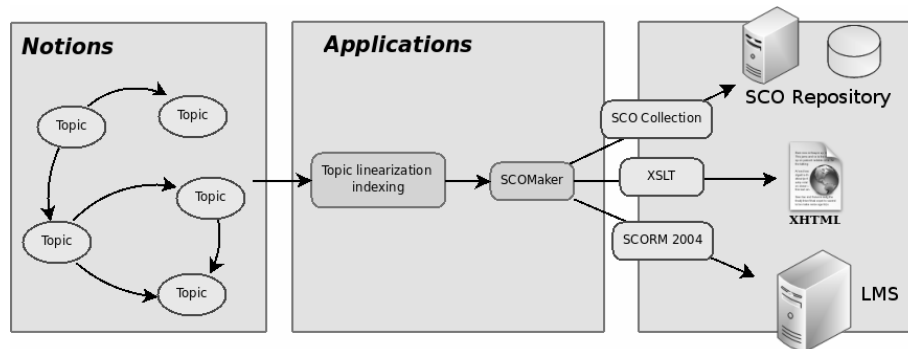 Notions
Topic
Topic
Topic
Topic
Topic
Applications
Topic linearization
indexing
SCOMaker
SCO Collection
XSLT
SCORM 2004
SCO Repository
XHTML
LMS